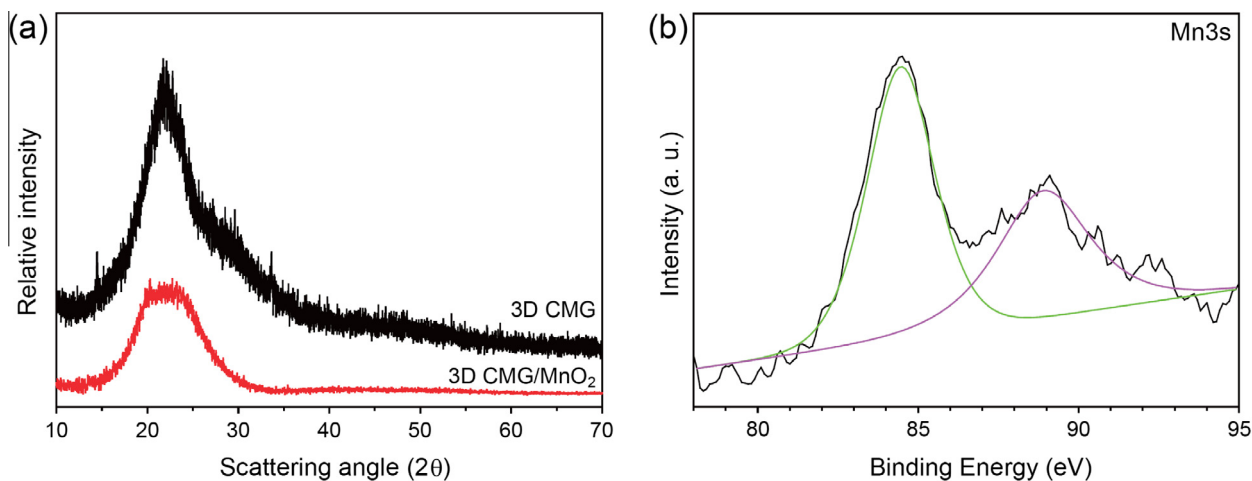 (a)
Relative intensity
3D CMG
3D CMG/MnO₂
10 20 30 40 50 60 70
Scattering angle (2θ)
(b)
Mn3s
Intensity (a. u.)
80 85 90 95
Binding Energy (eV)